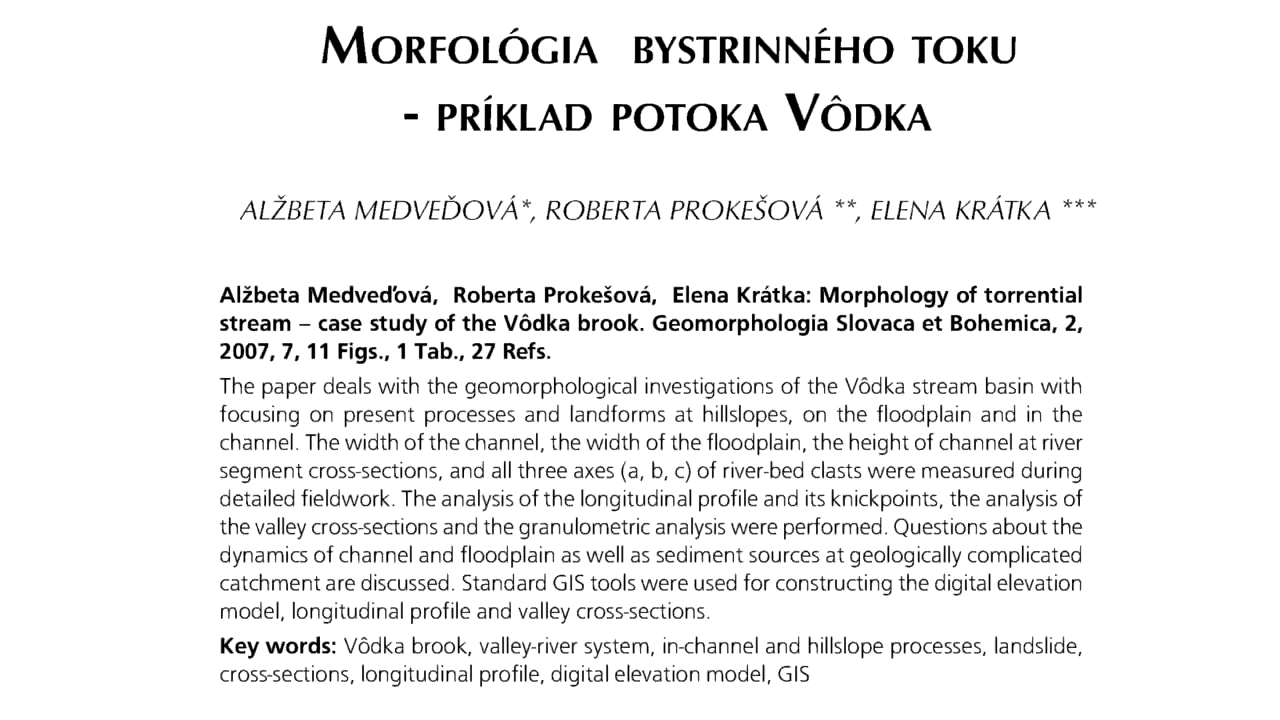 MORFOLÓGIA BYSTRINNÉHO TOKU
- PRÍKLAD POTOKA VÔDKA
ALŽBETA MEDVEĎOVÁ*, ROBERTA PROKEŠOVÁ **, ELENA KRÁTKA ***
Alžbeta Medveďová, Roberta Prokešová, Elena Krátka: Morphology of torrential
stream – case study of the Vôdka brook. Geomorphologia Slovaca et Bohemica, 2,
2007, 7, 11 Figs., 1 Tab., 27 Refs.
The paper deals with the geomorphological investigations of the Vôdka stream basin with
focusing on present processes and landforms at hillslopes, on the floodplain and in the
channel. The width of the channel, the width of the floodplain, the height of channel at river
segment cross-sections, and all three axes (a, b, c) of river-bed clasts were measured during
detailed fieldwork. The analysis of the longitudinal profile and its knickpoints, the analysis of
the valley cross-sections and the granulometric analysis were performed. Questions about the
dynamics of channel and floodplain as well as sediment sources at geologically complicated
catchment are discussed. Standard GIS tools were used for constructing the digital elevation
model, longitudinal profile and valley cross-sections.
Key words: Vôdka brook, valley-river system, in-channel and hillslope processes, landslide,
cross-sections, longitudinal profile, digital elevation model, GIS